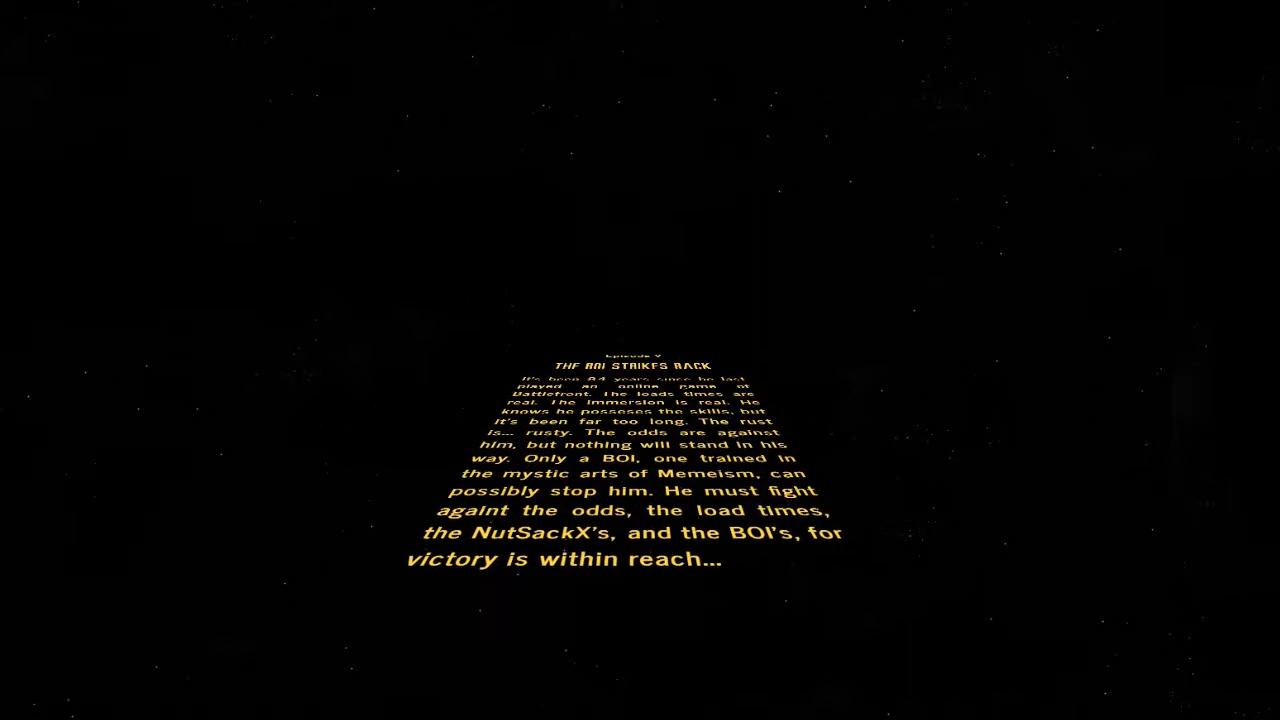 Episode V
THE BOI STRIKES BACK
It's been 84 years since he last
played an online game of
Battlefront. The loads times are
real. The immersion is real. He
knows he posseses the skills, but
it's been far too long. The rust
is... rusty. The odds are against
him, but nothing will stand in his
way. Only a BOI, one trained in
the mystic arts of Memeism, can
possibly stop him. He must fight
againt the odds, the load times,
the NutSackX's, and the BOI's, for
victory is within reach...